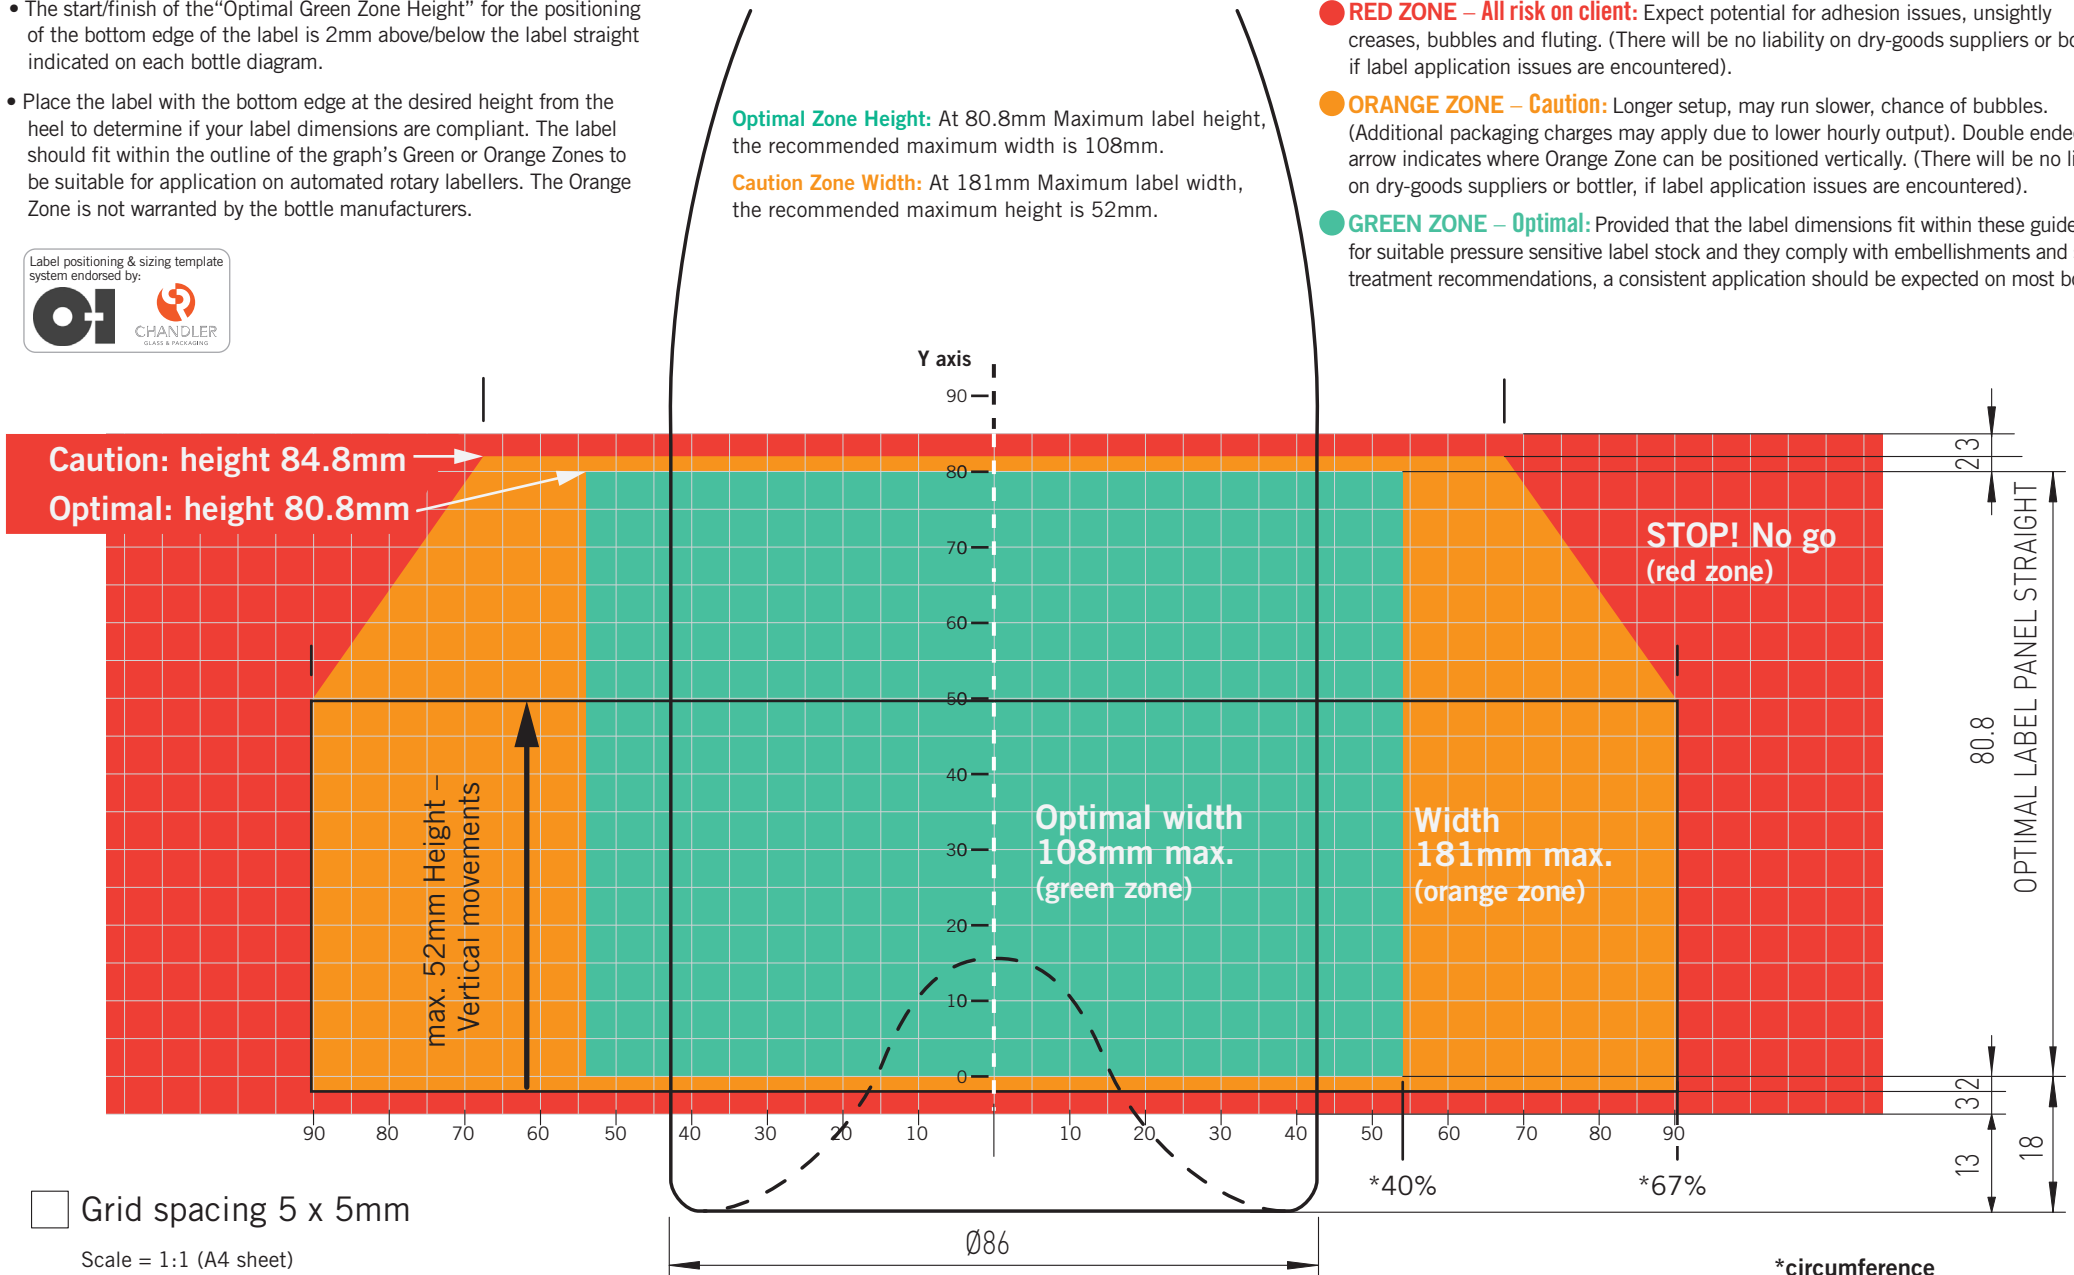 • The start/finish of the“Optimal Green Zone Height” for the positioning
of the bottom edge of the label is 2mm above/below the label straight
indicated on each bottle diagram.
• Place the label with the bottom edge at the desired height from the
heel to determine if your label dimensions are compliant. The label
should fit within the outline of the graph’s Green or Orange Zones to
be suitable for application on automated rotary labellers. The Orange
Zone is not warranted by the bottle manufacturers.
Label positioning & sizing template
system endorsed by:
O-I
CHANDLER
GLASS & PACKAGING
Optimal Zone Height: At 80.8mm Maximum label height,
the recommended maximum width is 108mm.
Caution Zone Width: At 181mm Maximum label width,
the recommended maximum height is 52mm.
RED ZONE – All risk on client: Expect potential for adhesion issues, unsightly
creases, bubbles and fluting. (There will be no liability on dry-goods suppliers or bo
if label application issues are encountered).
ORANGE ZONE – Caution: Longer setup, may run slower, chance of bubbles.
(Additional packaging charges may apply due to lower hourly output). Double ende
arrow indicates where Orange Zone can be positioned vertically. (There will be no li
on dry-goods suppliers or bottler, if label application issues are encountered).
GREEN ZONE – Optimal: Provided that the label dimensions fit within these guide
for suitable pressure sensitive label stock and they comply with embellishments and
treatment recommendations, a consistent application should be expected on most bo
Y axis
90
80
70
60
50
40
30
20
10
0
Caution: height 84.8mm
Optimal: height 80.8mm
STOP! No go
(red zone)
max. 52mm Height –
Vertical movements
Optimal width
108mm max.
(green zone)
Width
181mm max.
(orange zone)
3
2
80.8
OPTIMAL LABEL PANEL STRAIGHT
2
3
13
18
90 80 70 60 50 40 30 20 10 10 20 30 40 50 60 70 80 90
*40% *67%
Ø86
Grid spacing 5 x 5mm
Scale = 1:1 (A4 sheet)
*circumference